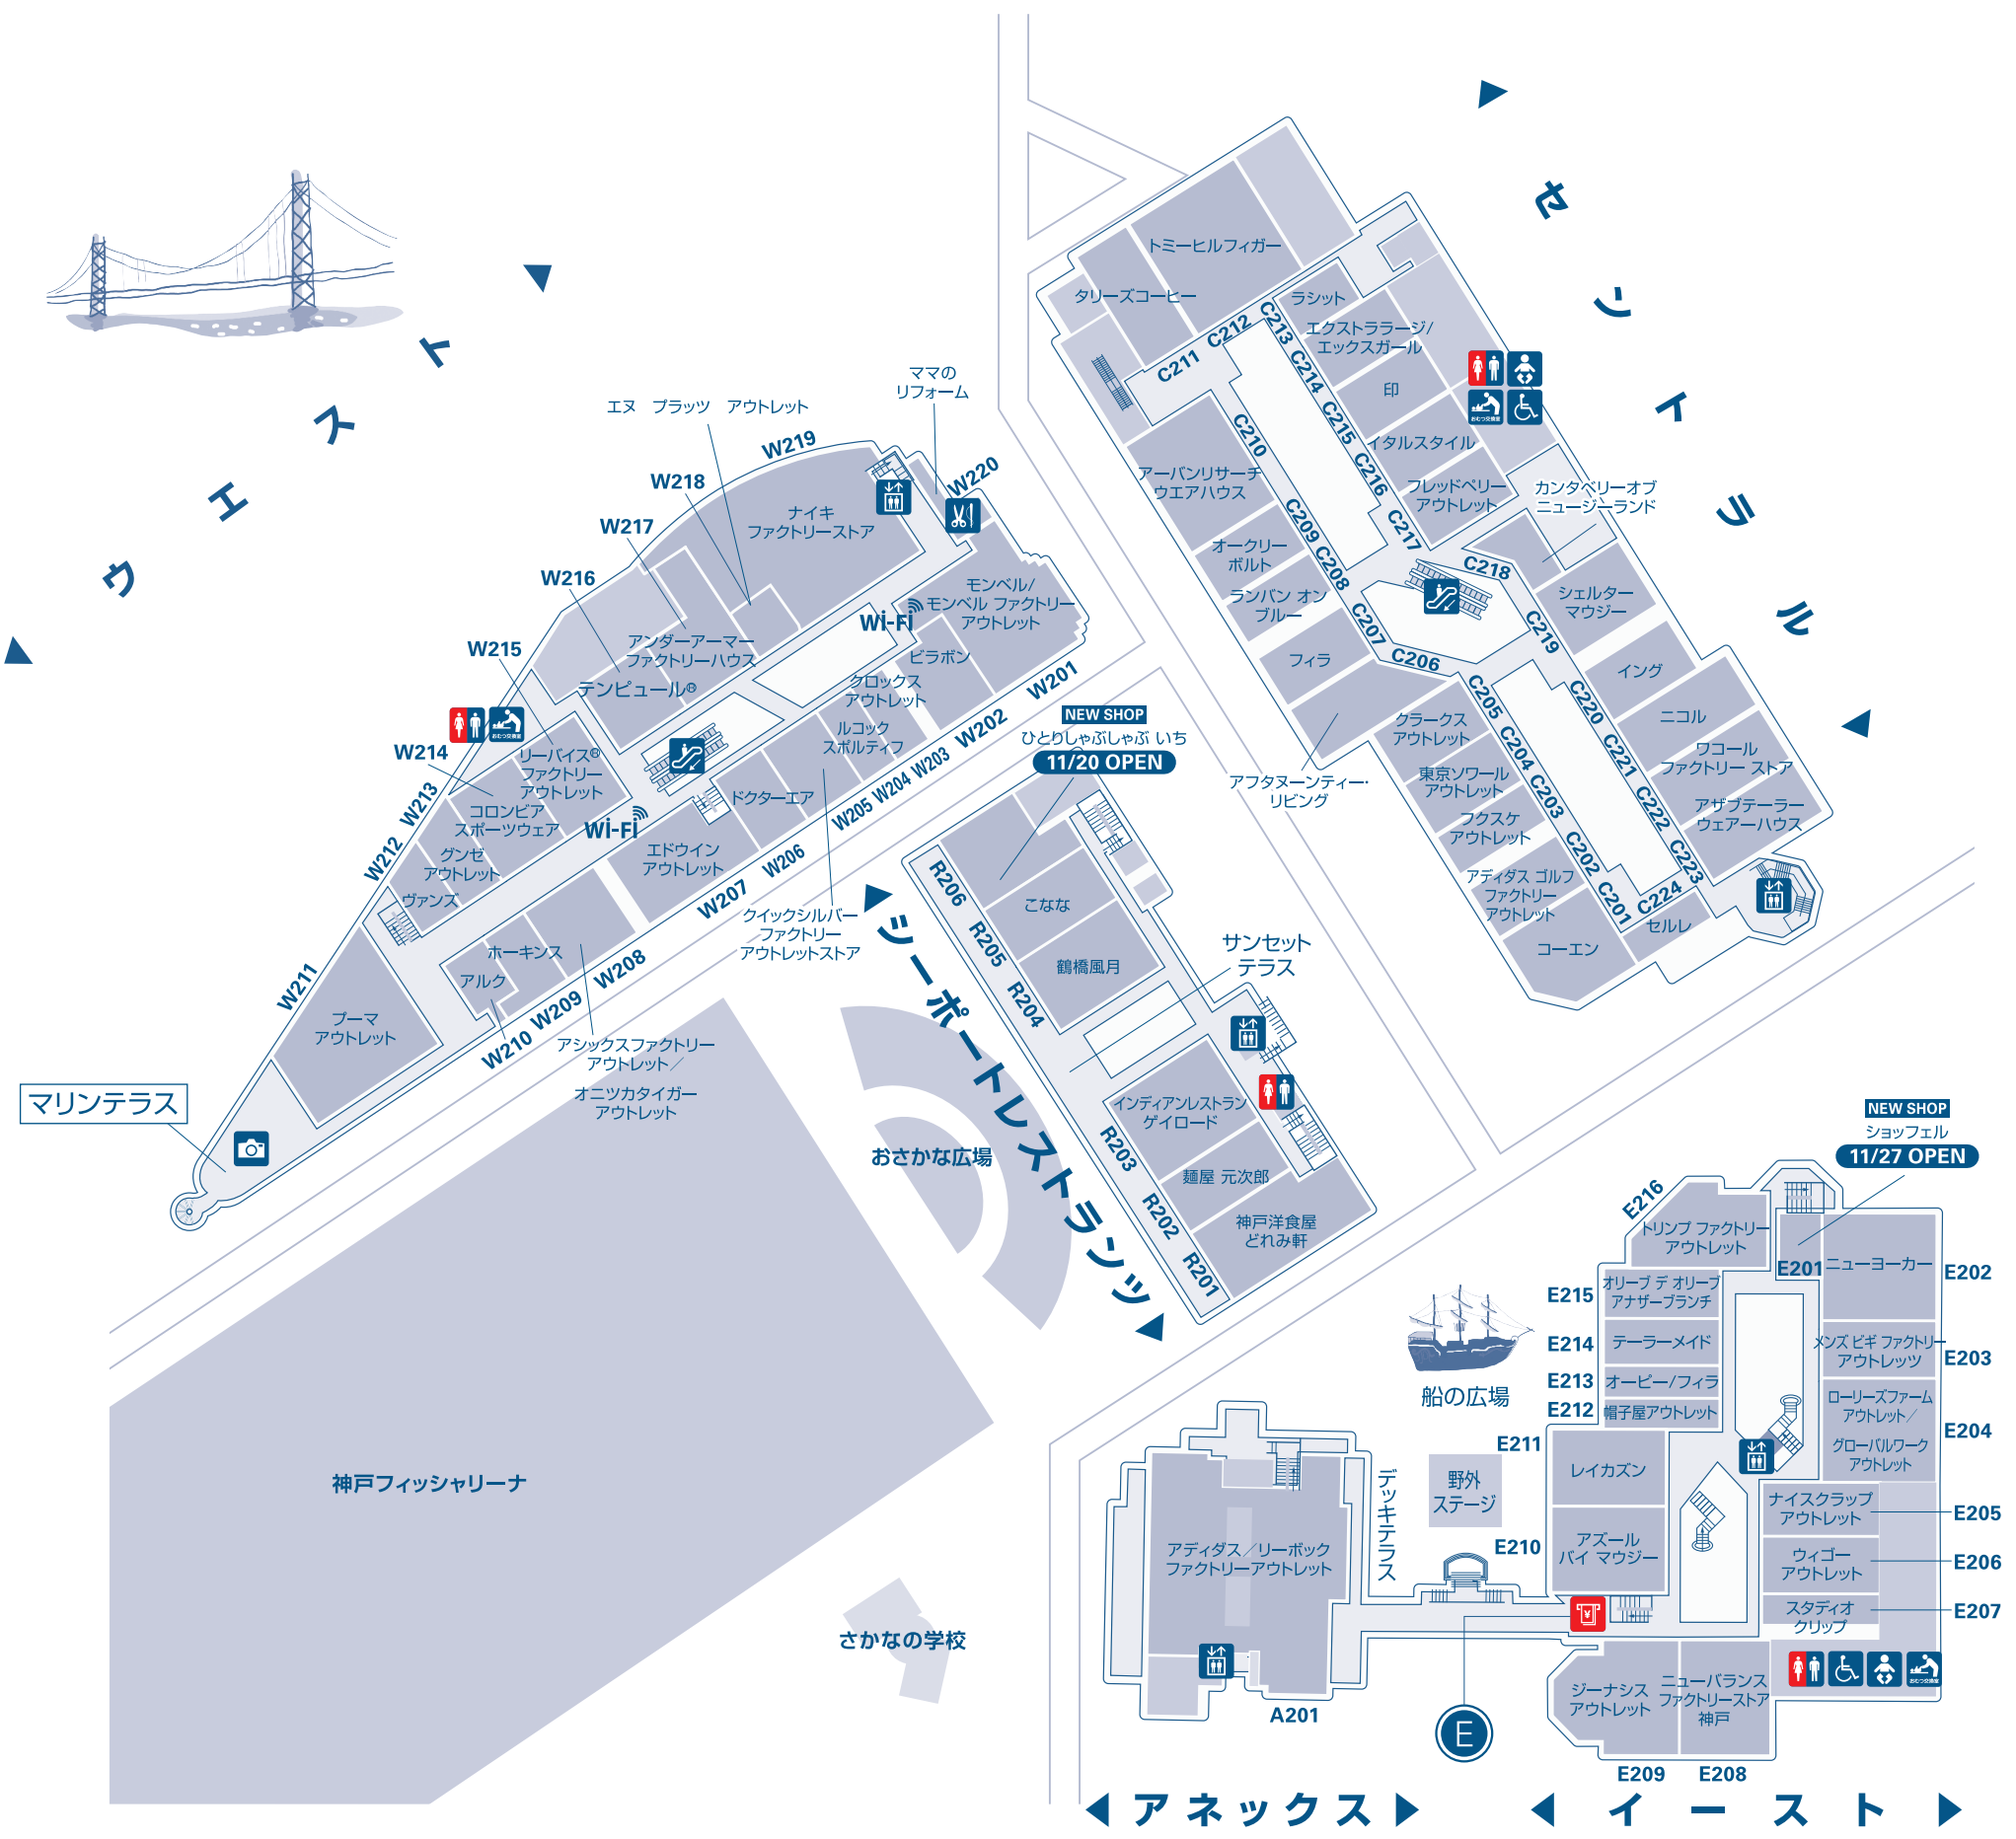 ウエスト
セントラル
シーポートレストランツ
アネックス
イースト
エヌ プラッツ アウトレット
ママの
リフォーム
W219
W220
W218
W217
W216
W215
W214
W213
W212
W211
W210
W209
W208
W207
W206
W205
W204
W203
W202
W201
ナイキ
ファクトリーストア
モンベル/
モンベル ファクトリー
アウトレット
Wi-Fi
ビラボン
クロックス
アウトレット
ルコック
スポルティフ
アンダーアーマー
ファクトリーハウス
テンピュール®
リーバイス®
ファクトリー
アウトレット
コロンビア
スポーツウェア
Wi-Fi
ドクターエア
エドウイン
アウトレット
グンゼ
アウトレット
ヴァンズ
クイックシルバー
ファクトリー
アウトレットストア
ホーキンス
アルク
プーマ
アウトレット
アシックスファクトリー
アウトレット／
オニツカタイガー
アウトレット
おむつ交換室
マリンテラス
神戸フィッシャリーナ
おさかな広場
さかなの学校
トミーヒルフィガー
タリーズコーヒー
ラシット
エクストララージ/
エックスガール
印
イタルスタイル
フレッドペリー
アウトレット
カンタベリーオブ
ニュージーランド
おむつ交換室
C211
C212
C213
C214
C215
C216
C217
C218
C219
C220
C221
C222
C223
C224
C210
C209
C208
C207
C206
C205
C204
C203
C202
C201
アーバンリサーチ
ウエアハウス
オークリー
ボルト
ランバン オン
ブルー
フィラ
アフタヌーンティー・
リビング
シェルター
マウジー
イング
ニコル
ワコール
ファクトリー ストア
アザブテーラー
ウェアーハウス
クラークス
アウトレット
東京ソワール
アウトレット
フクスケ
アウトレット
アディダス ゴルフ
ファクトリー
アウトレット
コーエン
セルレ
NEW SHOP
ひとりしゃぶしゃぶ いち
11/20 OPEN
R206
R205
R204
R203
R202
R201
こなな
鶴橋風月
サンセット
テラス
インディアンレストラン
ゲイロード
麺屋 元次郎
神戸洋食屋
どれみ軒
船の広場
野外
ステージ
デッキテラス
アディダス／リーボック
ファクトリーアウトレット
A201
E
NEW SHOP
ショッフェル
11/27 OPEN
E216
トリンプ ファクトリー
アウトレット
E201
ニューヨーカー
E202
E215
オリーブ デ オリーブ
アナザーブランチ
E214
テーラーメイド
メンズ ビギ ファクトリー
アウトレッツ
E203
E213
オーピー/フィラ
E212
帽子屋アウトレット
ローリーズファーム
アウトレット／
グローバルワーク
アウトレット
E204
E211
レイカズン
ナイスクラップ
アウトレット
E205
E210
アズール
バイ マウジー
ウィゴー
アウトレット
E206
スタディオ
クリップ
E207
ジーナシス
アウトレット
ニューバランス
ファクトリーストア
神戸
おむつ交換室
E209
E208